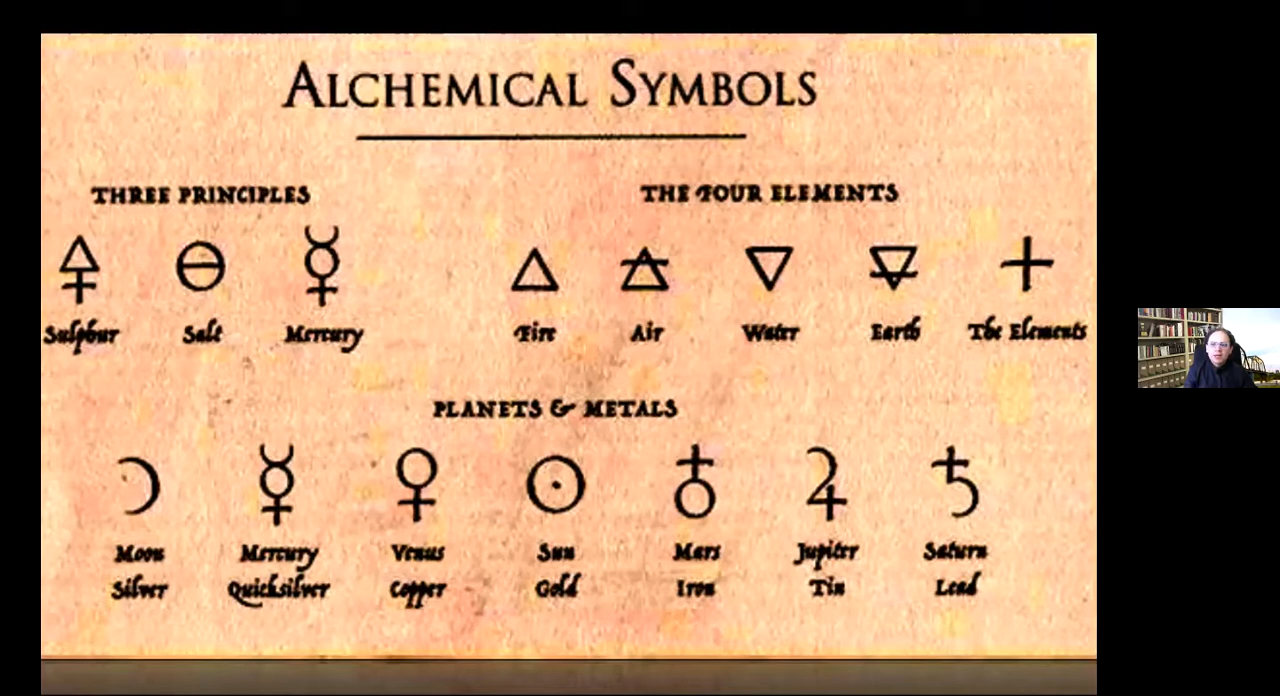 ALCHEMICAL SYMBOLS
THREE PRINCIPLES
THE FOUR ELEMENTS
Sulphur Salt Mercury Fire Air Water Earth The Elements
PLANETS & METALS
Moon Mercury Venus Sun Mars Jupiter Saturn
Silver Quicksilver Copper Gold Iron Tin Lead